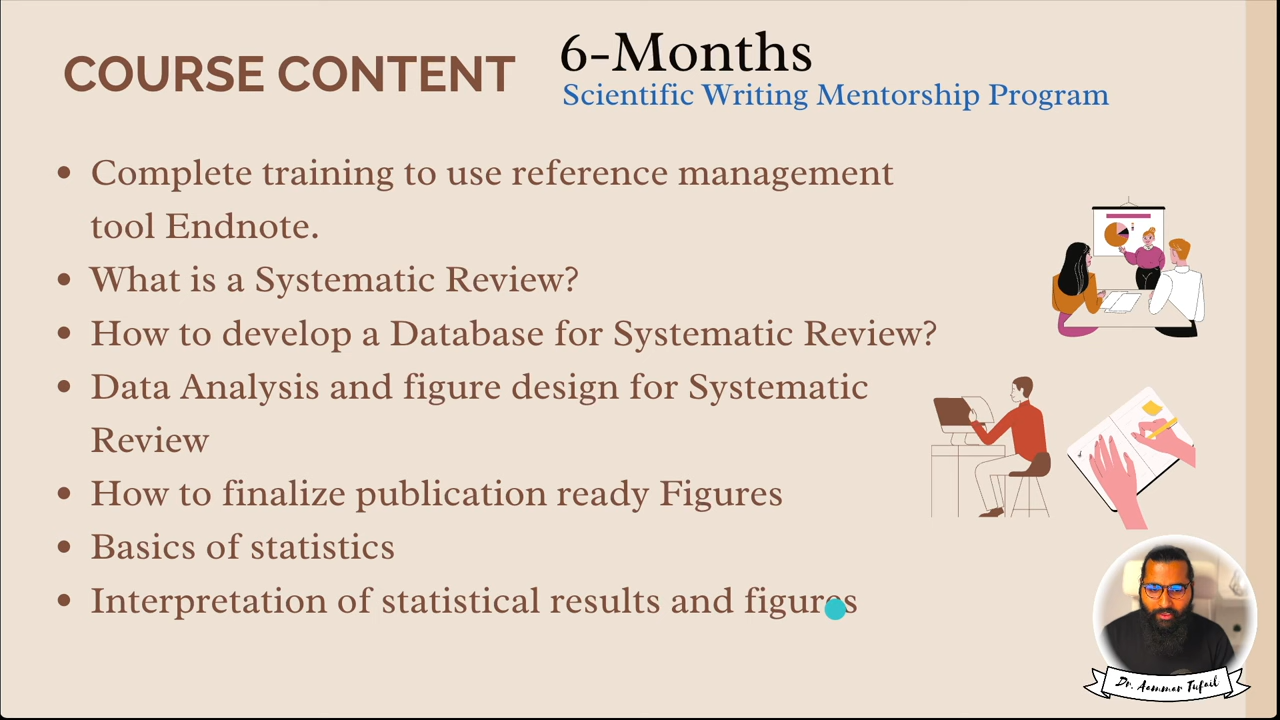 COURSE CONTENT
6-Months
Scientific Writing Mentorship Program
Complete training to use reference management
tool Endnote.
What is a Systematic Review?
How to develop a Database for Systematic Review?
Data Analysis and figure design for Systematic
Review
How to finalize publication ready Figures
Basics of statistics
Interpretation of statistical results and figures
Dr. Aammar Tufail